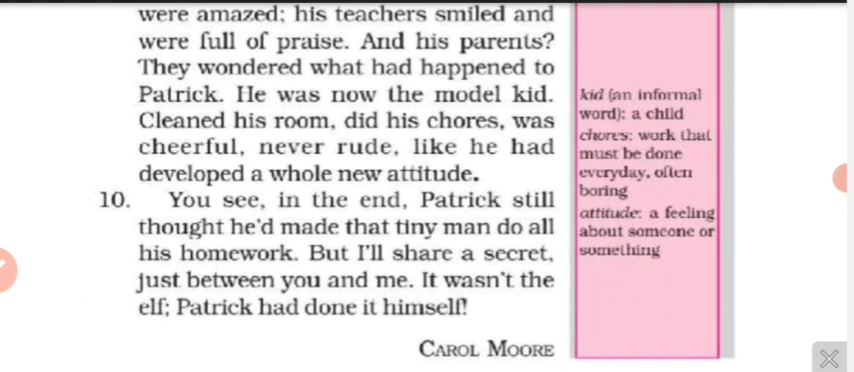 were amazed; his teachers smiled and
were full of praise. And his parents?
They wondered what had happened to
Patrick. He was now the model kid.
Cleaned his room, did his chores, was
cheerful, never rude, like he had
developed a whole new attitude.
10. You see, in the end, Patrick still
thought he'd made that tiny man do all
his homework. But I'll share a secret,
just between you and me. It wasn't the
elf; Patrick had done it himself!
CAROL MOORE
kid (an informal
word): a child
chores: work that
must be done
everyday, often
boring
attitude: a feeling
about someone or
something